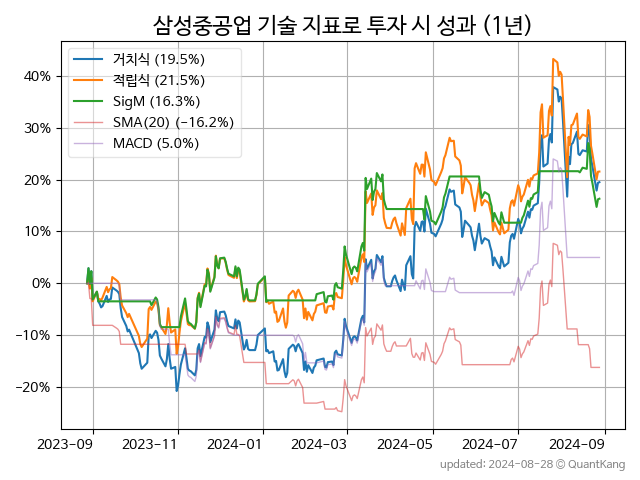 삼성중공업 기술 지표로 투자 시 성과 (1년)
거치식 (19.5%)
적립식 (21.5%)
SigM (16.3%)
SMA(20) (-16.2%)
MACD (5.0%)
40%
30%
20%
10%
0%
-10%
-20%
2023-09 2023-11 2024-01 2024-03 2024-05 2024-07 2024-09
updated: 2024-08-28 © QuantKang